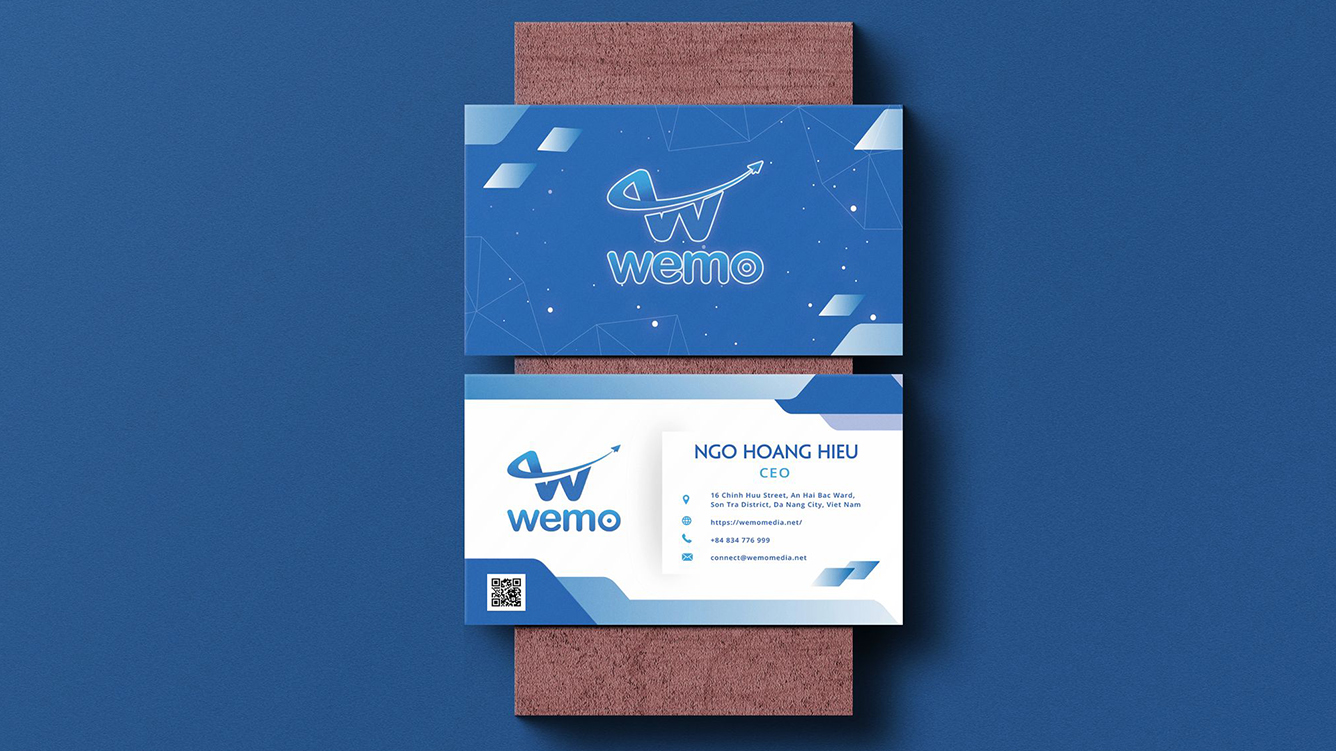 wemo
wemo
NGO HOANG HIEU
CEO
16 Chinh Huu Street, An Hai Bac Ward,
Son Tra District, Da Nang City, Viet Nam
https://wemomedia.net/
+84 834 776 999
connect@wemomedia.net